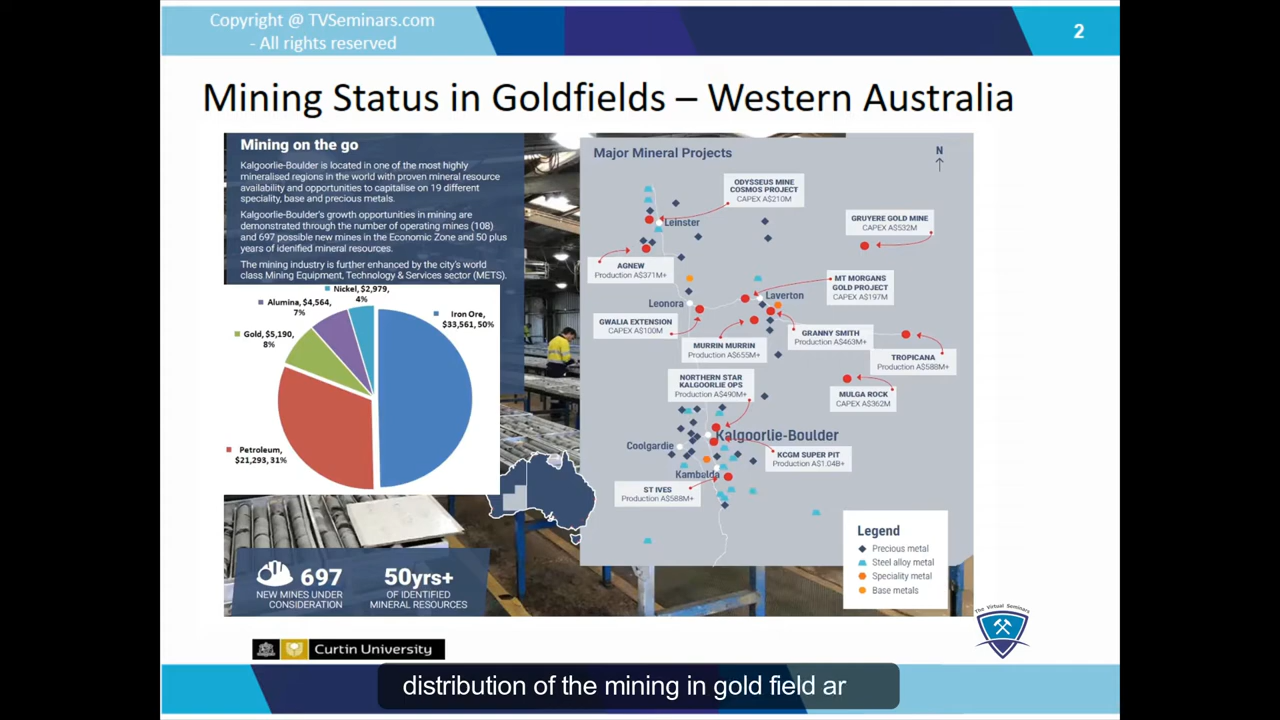 Copyright @ TVSeminars.com
- All rights reserved
2
Mining Status in Goldfields – Western Australia
Mining on the go
Kalgoorlie-Boulder is located in one of the most highly
mineralised regions in the world with proven mineral resource
availability and opportunities to capitalise on 19 different
speciality, base and precious metals.
Kalgoorlie-Boulder's growth opportunities in mining are
demonstrated through the number of operating mines (108)
and 697 possible new mines in the Economic Zone and 50 plus
years of identified mineral resources.
The mining industry is further enhanced by the city's world
class Mining Equipment, Technology & Services sector (METS).
Nickel, $2,979,
4%
Alumina, $4,564,
7%
Gold, $5,190,
8%
Iron Ore,
$33,561, 50%
Petroleum,
$21,293, 31%
697
NEW MINES UNDER
CONSIDERATION
50yrs+
OF IDENTIFIED
MINERAL RESOURCES
Major Mineral Projects
N
ODYSSEUS MINE
COSMOS PROJECT
CAPEX A$210M
Leinster
GRUYERE GOLD MINE
CAPEX A$532M
AGNEW
Production A$371M+
MT MORGANS
GOLD PROJECT
CAPEX A$197M
Leonora
Laverton
GWALIA EXTENSION
CAPEX A$100M
GRANNY SMITH
Production A$463M+
MURRIN MURRIN
Production A$655M+
TROPICANA
Production A$588M+
NORTHERN STAR
KALGOORLIE OPS
Production A$490M+
MULGA ROCK
CAPEX A$362M
Kalgoorlie-Boulder
Coolgardie
KCGM SUPER PIT
Production A$1.04B+
Kambalda
ST IVES
Production A$588M+
Legend
Precious metal
Steel alloy metal
Speciality metal
Base metals
The Virtual Seminars
Curtin University
distribution of the mining in gold field ar